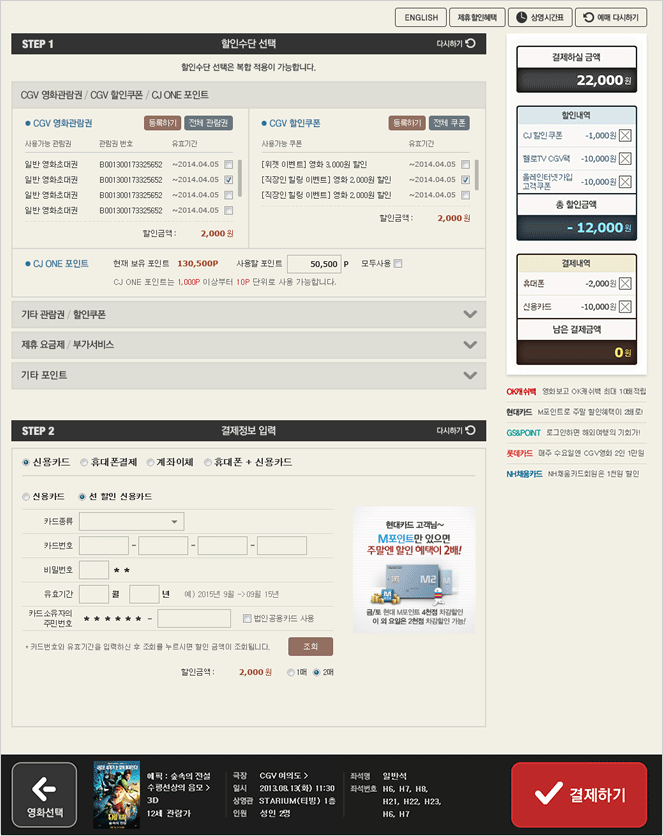 ENGLISH 제휴할인혜택 상영시간표 예매 다시하기
STEP 1 할인수단 선택 다시하기
할인수단 선택은 복합 적용이 가능합니다.
CGV 영화관람권 / CGV 할인쿠폰 / CJ ONE 포인트
CGV 영화관람권 등록하기 전체 관람권
사용가능 관람권 관람권 번호 유효기간
일반 영화초대권 B001300173325652 ~2014.04.05
일반 영화초대권 B001300173325652 ~2014.04.05
일반 영화초대권 B001300173325652 ~2014.04.05
일반 영화초대권 B001300173325652 ~2014.04.05
할인금액 : 2,000 원
CGV 할인쿠폰 등록하기 전체 쿠폰
사용가능 쿠폰 유효기간
[위젯 이벤트] 영화 3,000원 할인 ~2014.04.05
[직장인 힐링 이벤트] 영화 2,000원 할인 ~2014.04.05
[직장인 힐링 이벤트] 영화 2,000원 할인 ~2014.04.05
할인금액 : 2,000 원
CJ ONE 포인트 현재 보유 포인트 130,500P 사용할 포인트 50,500 P 모두사용
CJ ONE 포인트는 1,000P 이상부터 10P 단위로 사용 가능합니다.
기타 관람권 / 할인쿠폰
제휴 요금제 / 부가서비스
기타 포인트
결제하실 금액
22,000원
할인내역
CJ 할인쿠폰 -1,000원
헬로TV CGV팩 -10,000원
플레인터넷가입
고객쿠폰 -10,000원
총 할인금액
- 12,000원
결제내역
휴대폰 -2,000원
신용카드 -10,000원
남은 결제금액
0원
OK캐쉬백 영화보고 OK캐쉬백 최대 10배적립
현대카드 M포인트로 주말 할인혜택이 2배로!
GS&POINT 로그인하면 해외여행의 기회가!
롯데카드 매주 수요일엔 CGV영화 2인 1만원
NH채움카드 NH채움카드회원은 1천원 할인
STEP 2 결제정보 입력 다시하기
신용카드 휴대폰결제 계좌이체 휴대폰 + 신용카드
신용카드 선 할인 신용카드
카드종류
카드번호 - - -
비밀번호 * *
유효기간 월 년 예) 2015년 9월 ->09월 15년
카드소유자의
주민번호 * * * * * * - 법인공용카드 사용
* 카드번호와 유효기간을 입력하신 후 조회를 누르시면 할인 금액이 조회됩니다. 조회
할인금액 : 2,000 원 1매 2매
현대카드 고객님~
M포인트만 있으면
주말엔 할인 혜택이 2배!
M2
금/토 현대 M포인트 4천점 차감할인
이 외 요일은 2천점 차감할인 가능!
영화선택
에픽 : 숲속의 전설
수평선상의 음모 >
3D
12세 관람가
극장 CGV 여의도 >
일시 2013.08.13(화) 11:30
상영관 STARIUM(티빙) 1층
인원 성인 2명
좌석명 일반석
좌석번호 H6, H7, H8,
H21, H22, H23,
H6, H7
결제하기